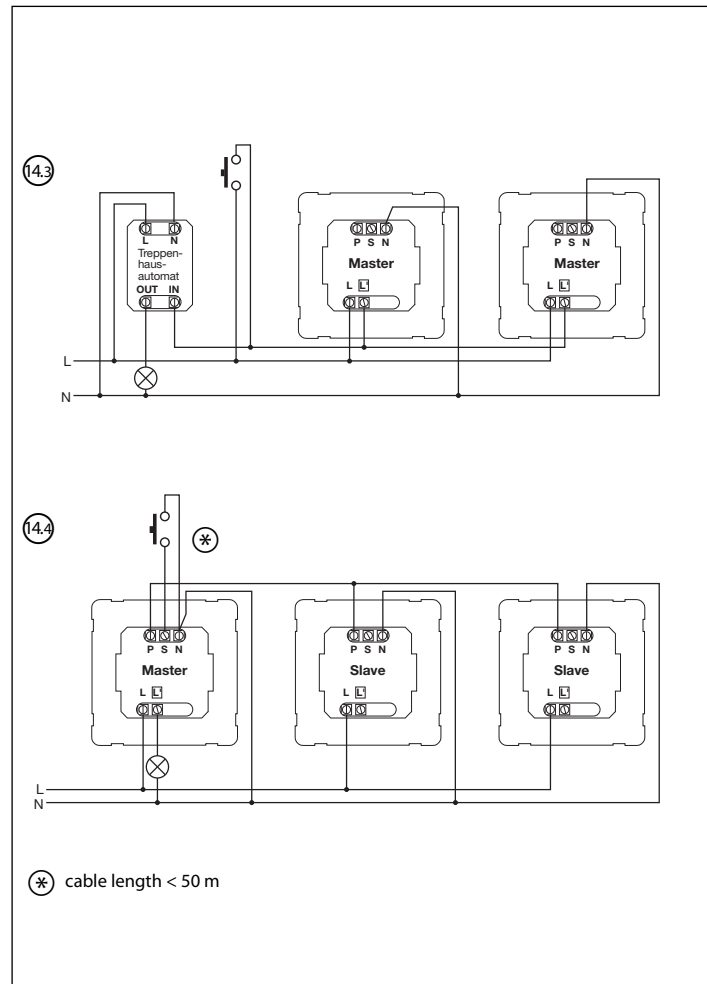 14.3
L N
Treppen-
haus-
automat
OUT IN
P S N
Master
L L'
P S N
Master
L L'
L
N
14.4
*
P S N
Master
L L'
P S N
Slave
L L'
P S N
Slave
L L'
L
N
* cable length < 50 m